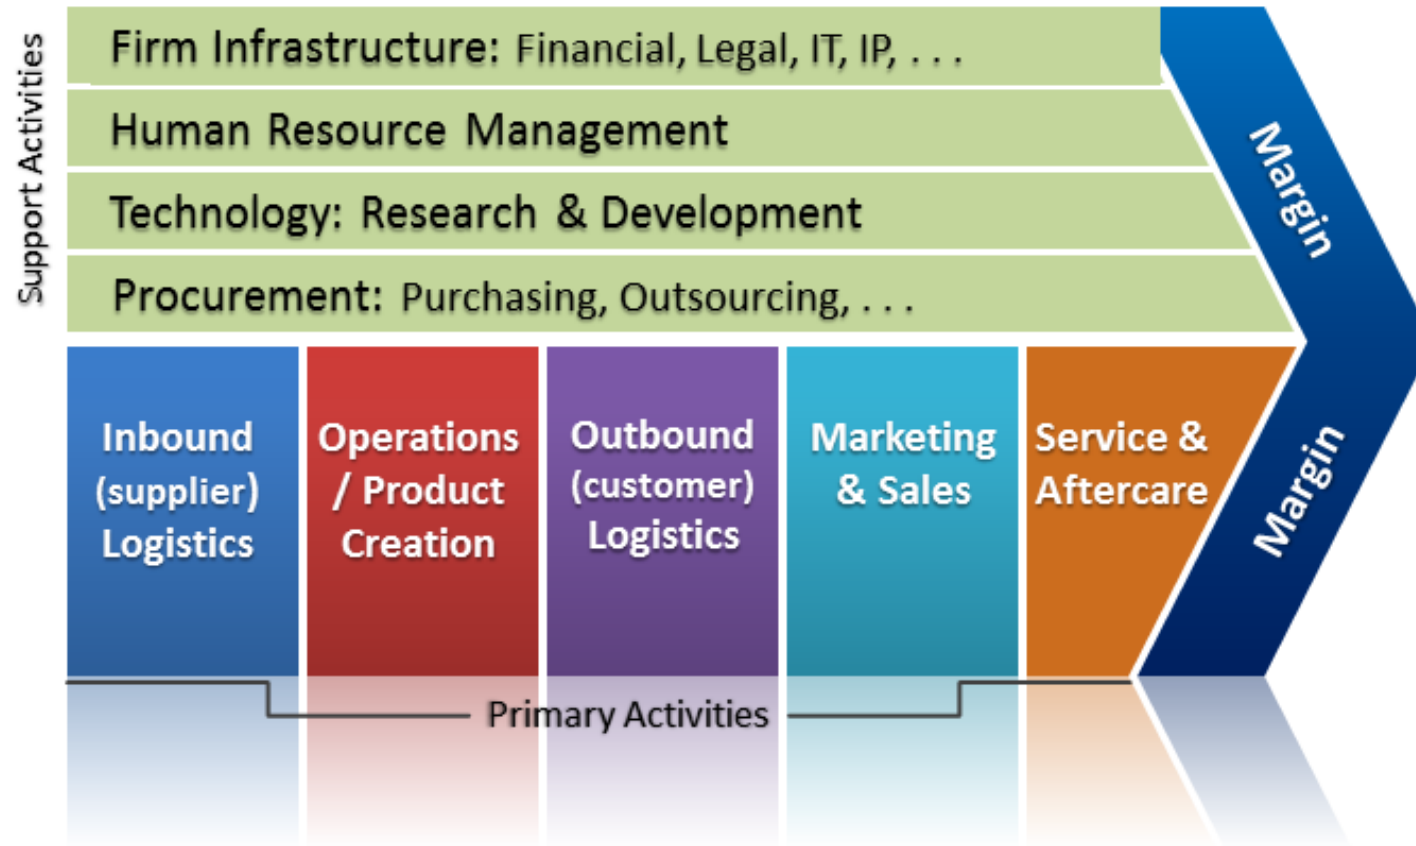 Support Activities
Firm Infrastructure: Financial, Legal, IT, IP, . . .
Human Resource Management
Technology: Research & Development
Procurement: Purchasing, Outsourcing, . . .
Margin
Inbound
(supplier)
Logistics
Operations
/ Product
Creation
Outbound
(customer)
Logistics
Marketing
& Sales
Service &
Aftercare
Margin
Primary Activities